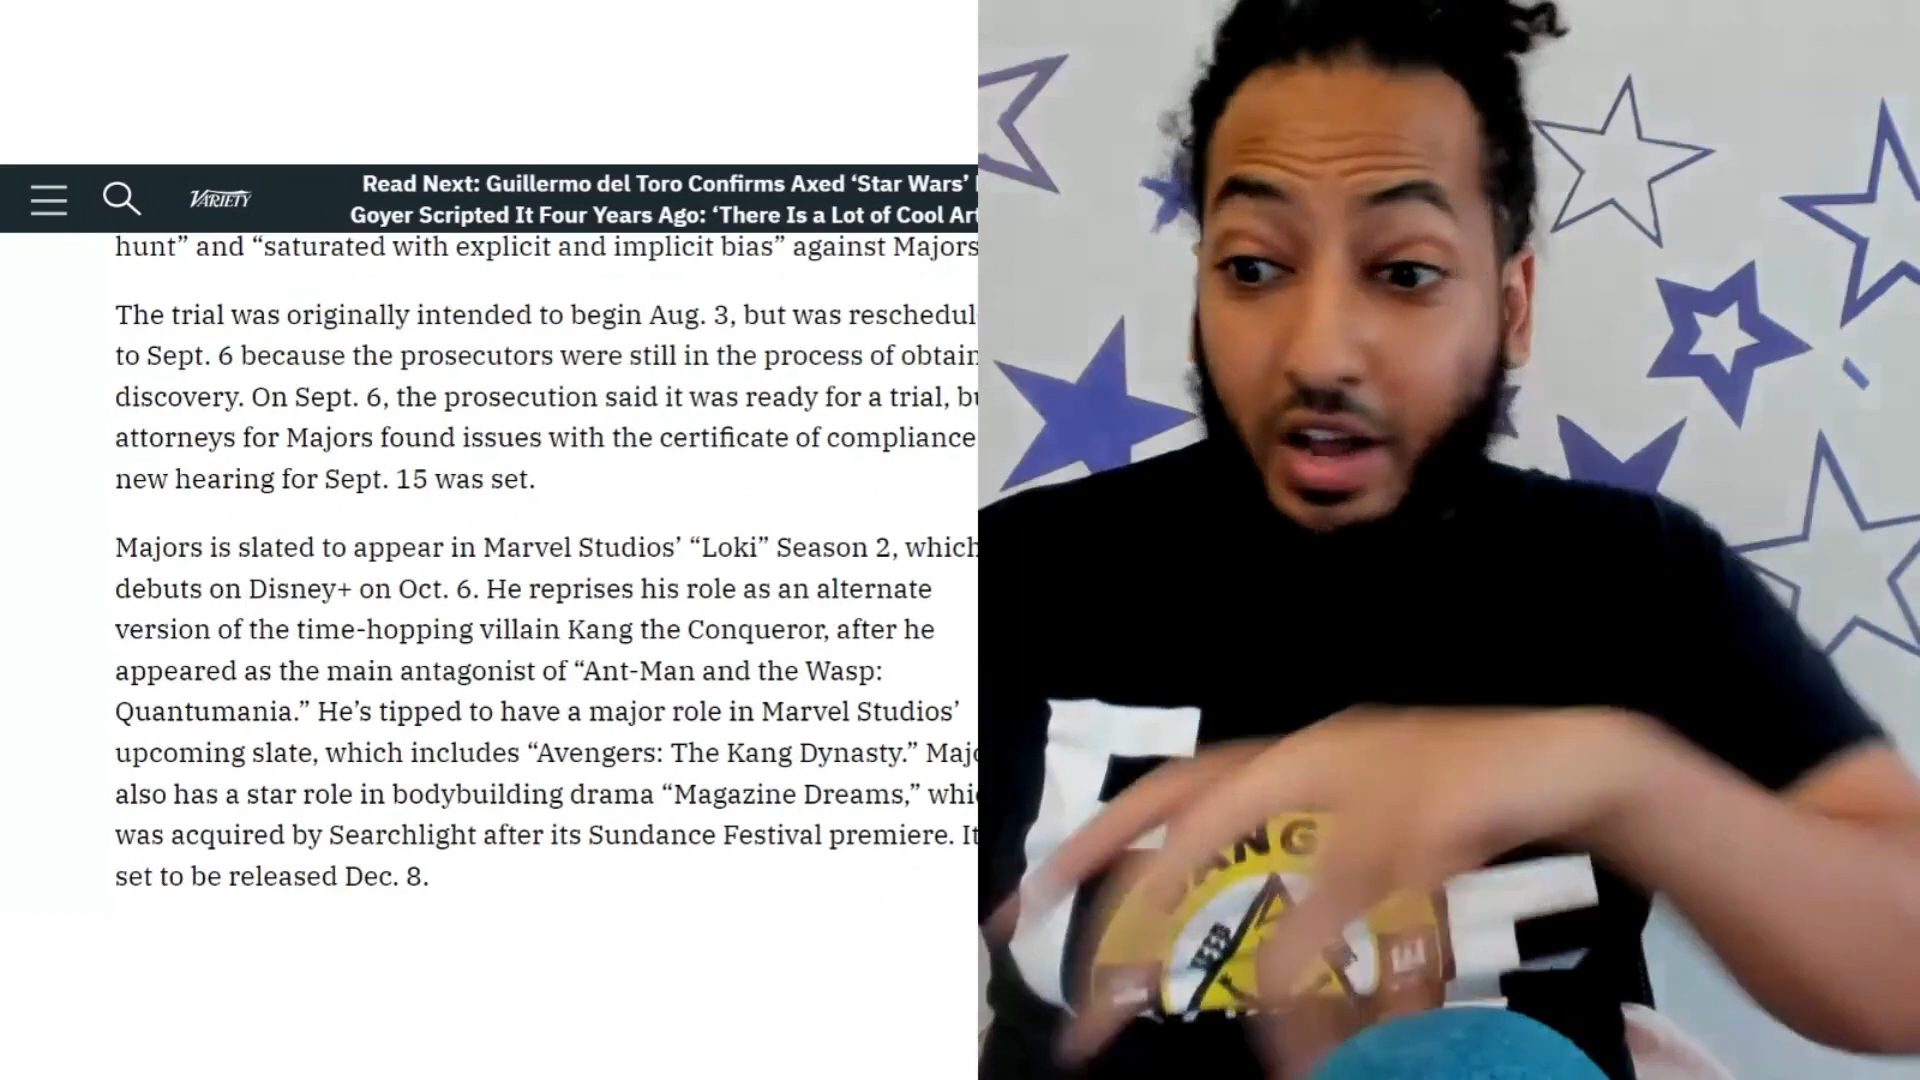 VARIETY
Read Next: Guillermo del Toro Confirms Axed ‘Star Wars’
Goyer Scripted It Four Years Ago: ‘There Is a Lot of Cool Art
hunt” and “saturated with explicit and implicit bias” against Majors
The trial was originally intended to begin Aug. 3, but was reschedul
to Sept. 6 because the prosecutors were still in the process of obtain
discovery. On Sept. 6, the prosecution said it was ready for a trial, bu
attorneys for Majors found issues with the certificate of compliance
new hearing for Sept. 15 was set.
Majors is slated to appear in Marvel Studios’ “Loki” Season 2, which
debuts on Disney+ on Oct. 6. He reprises his role as an alternate
version of the time-hopping villain Kang the Conqueror, after he
appeared as the main antagonist of “Ant-Man and the Wasp:
Quantumania.” He’s tipped to have a major role in Marvel Studios’
upcoming slate, which includes “Avengers: The Kang Dynasty.” Majo
also has a star role in bodybuilding drama “Magazine Dreams,” whi
was acquired by Searchlight after its Sundance Festival premiere. It
set to be released Dec. 8.